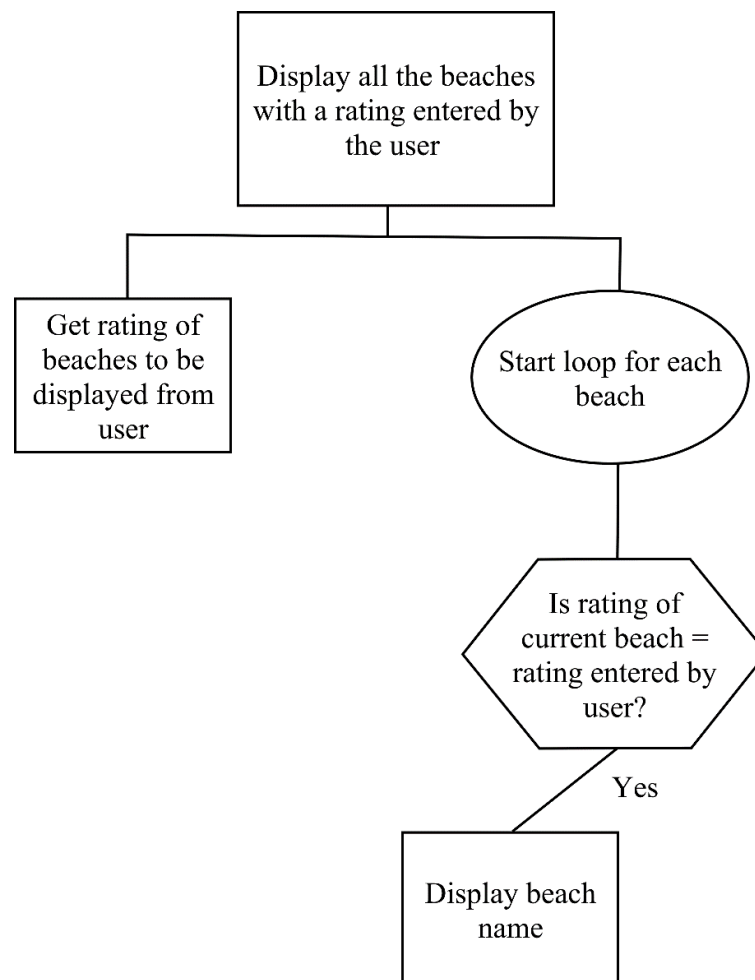 Display all the beaches
with a rating entered by
the user
Get rating of
beaches to be
displayed from
user
Start loop for each
beach
Is rating of
current beach =
rating entered by
user?
Yes
Display beach
name